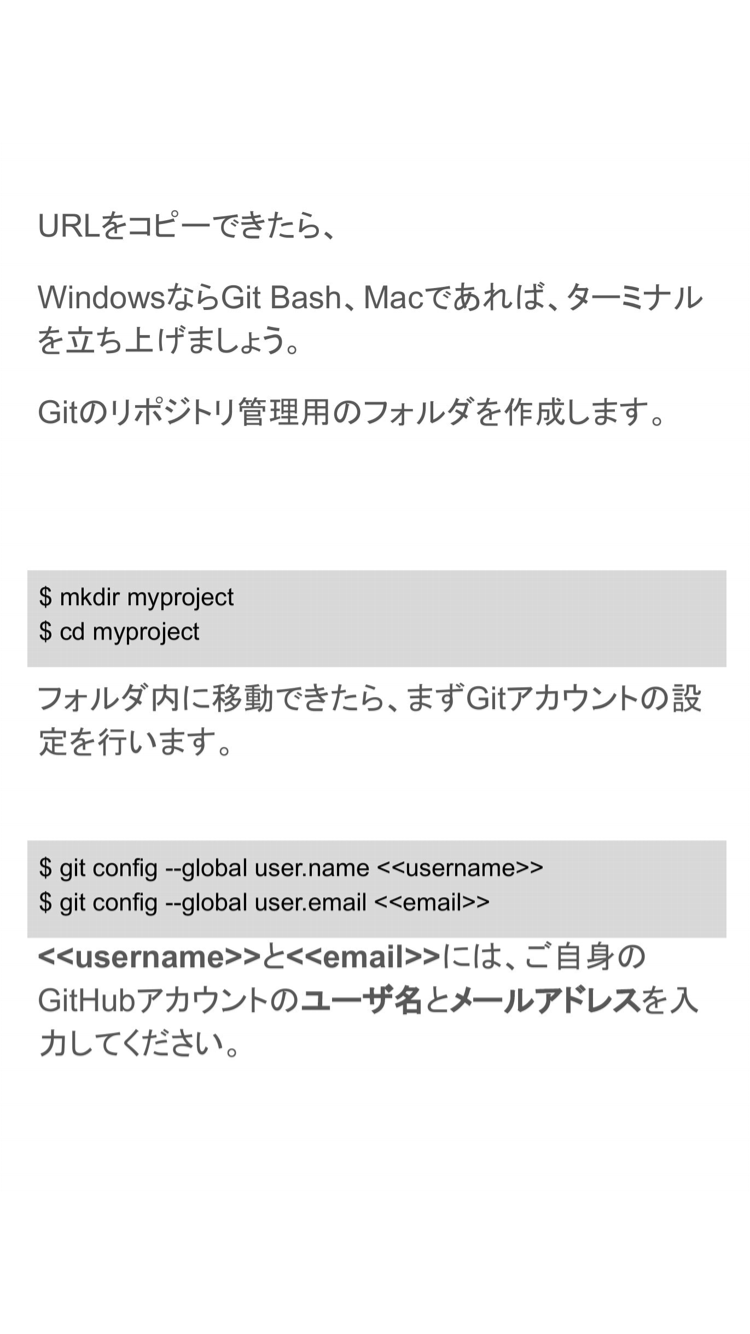 URLをコピーできたら、
WindowsならGit Bash、Macであれば、ターミナル
を立ち上げましょう。
Gitのリポジトリ管理用のフォルダを作成します。
$ mkdir myproject
$ cd myproject
フォルダ内に移動できたら、まずGitアカウントの設
定を行います。
$ git config --global user.name <<username>>
$ git config --global user.email <<email>>
<<username>>と<<email>>には、ご自身の
GitHubアカウントのユーザ名とメールアドレスを入
力してください。